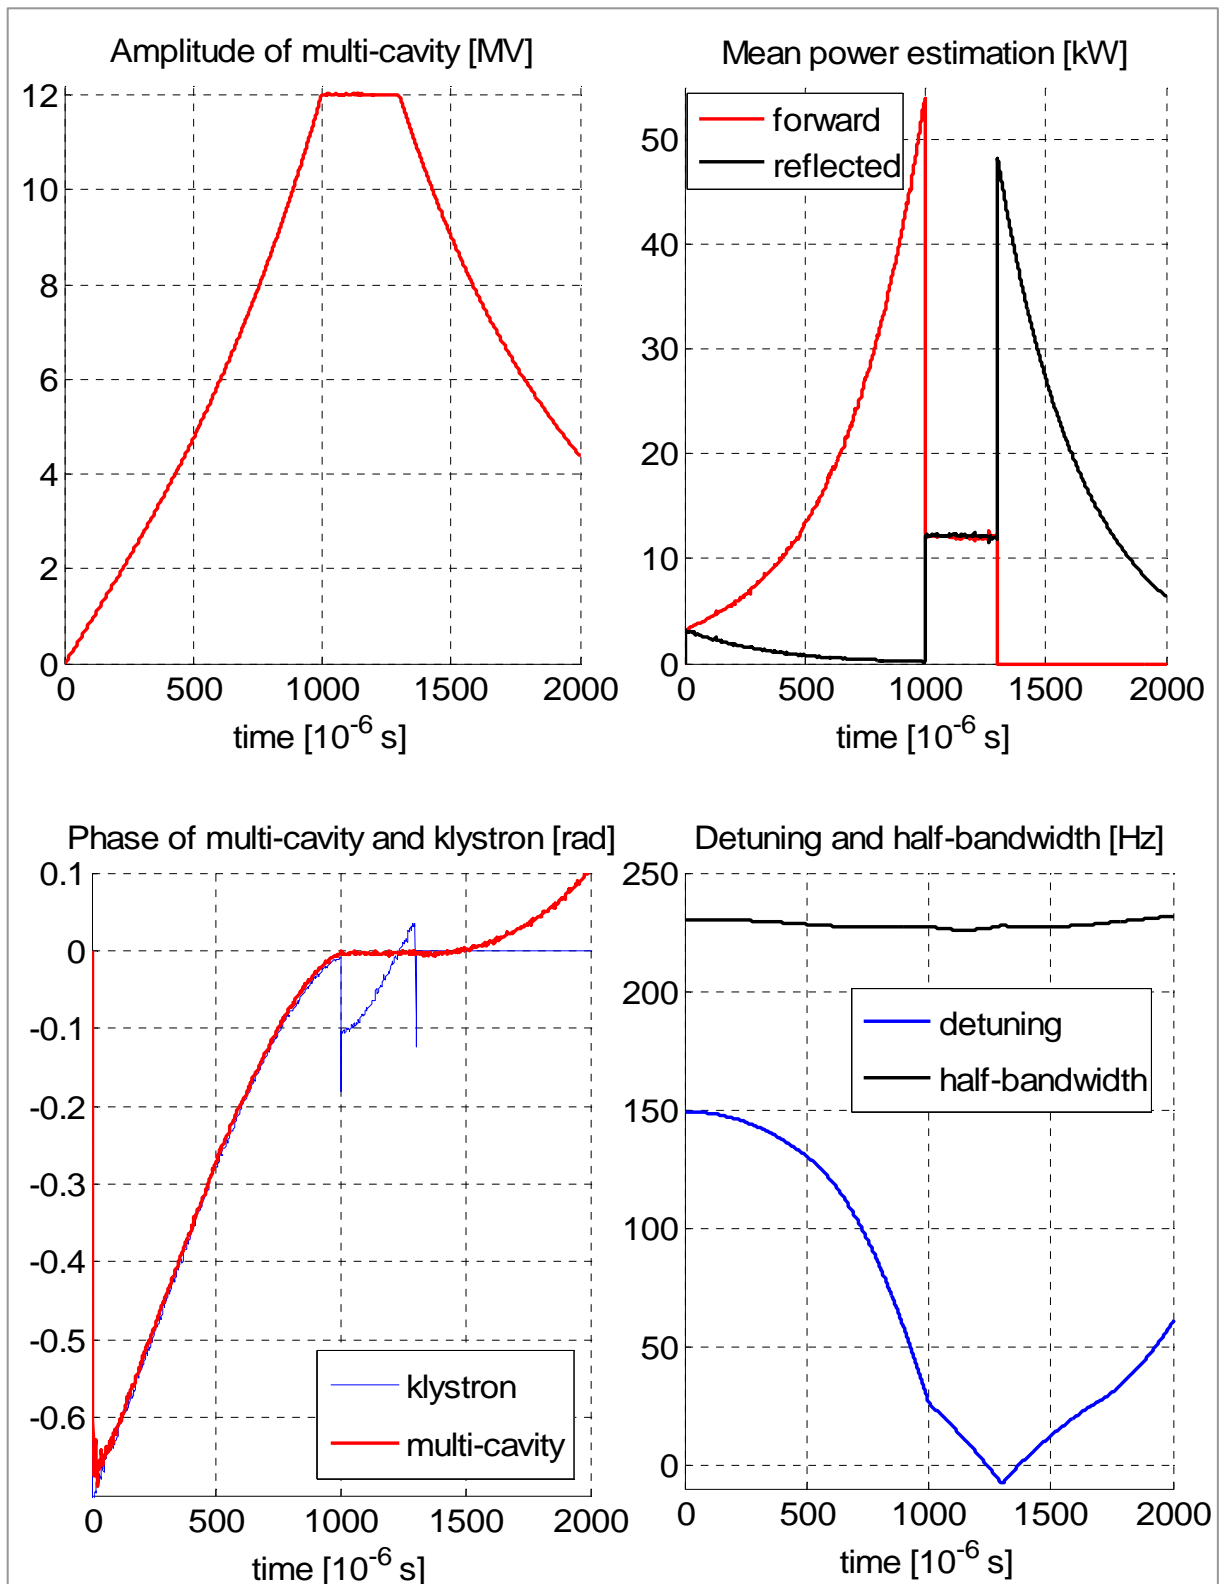 Amplitude of multi-cavity [MV]
12
10
8
6
4
2
0
0 500 1000 1500 2000
time [10^-6 s]
Mean power estimation [kW]
forward
reflected
50
40
30
20
10
0
0 500 1000 1500 2000
time [10^-6 s]
Phase of multi-cavity and klystron [rad]
0.1
0
-0.1
-0.2
-0.3
-0.4
-0.5
-0.6
klystron
multi-cavity
0 500 1000 1500 2000
time [10^-6 s]
Detuning and half-bandwidth [Hz]
250
200
150
100
50
0
detuning
half-bandwidth
0 500 1000 1500 2000
time [10^-6 s]